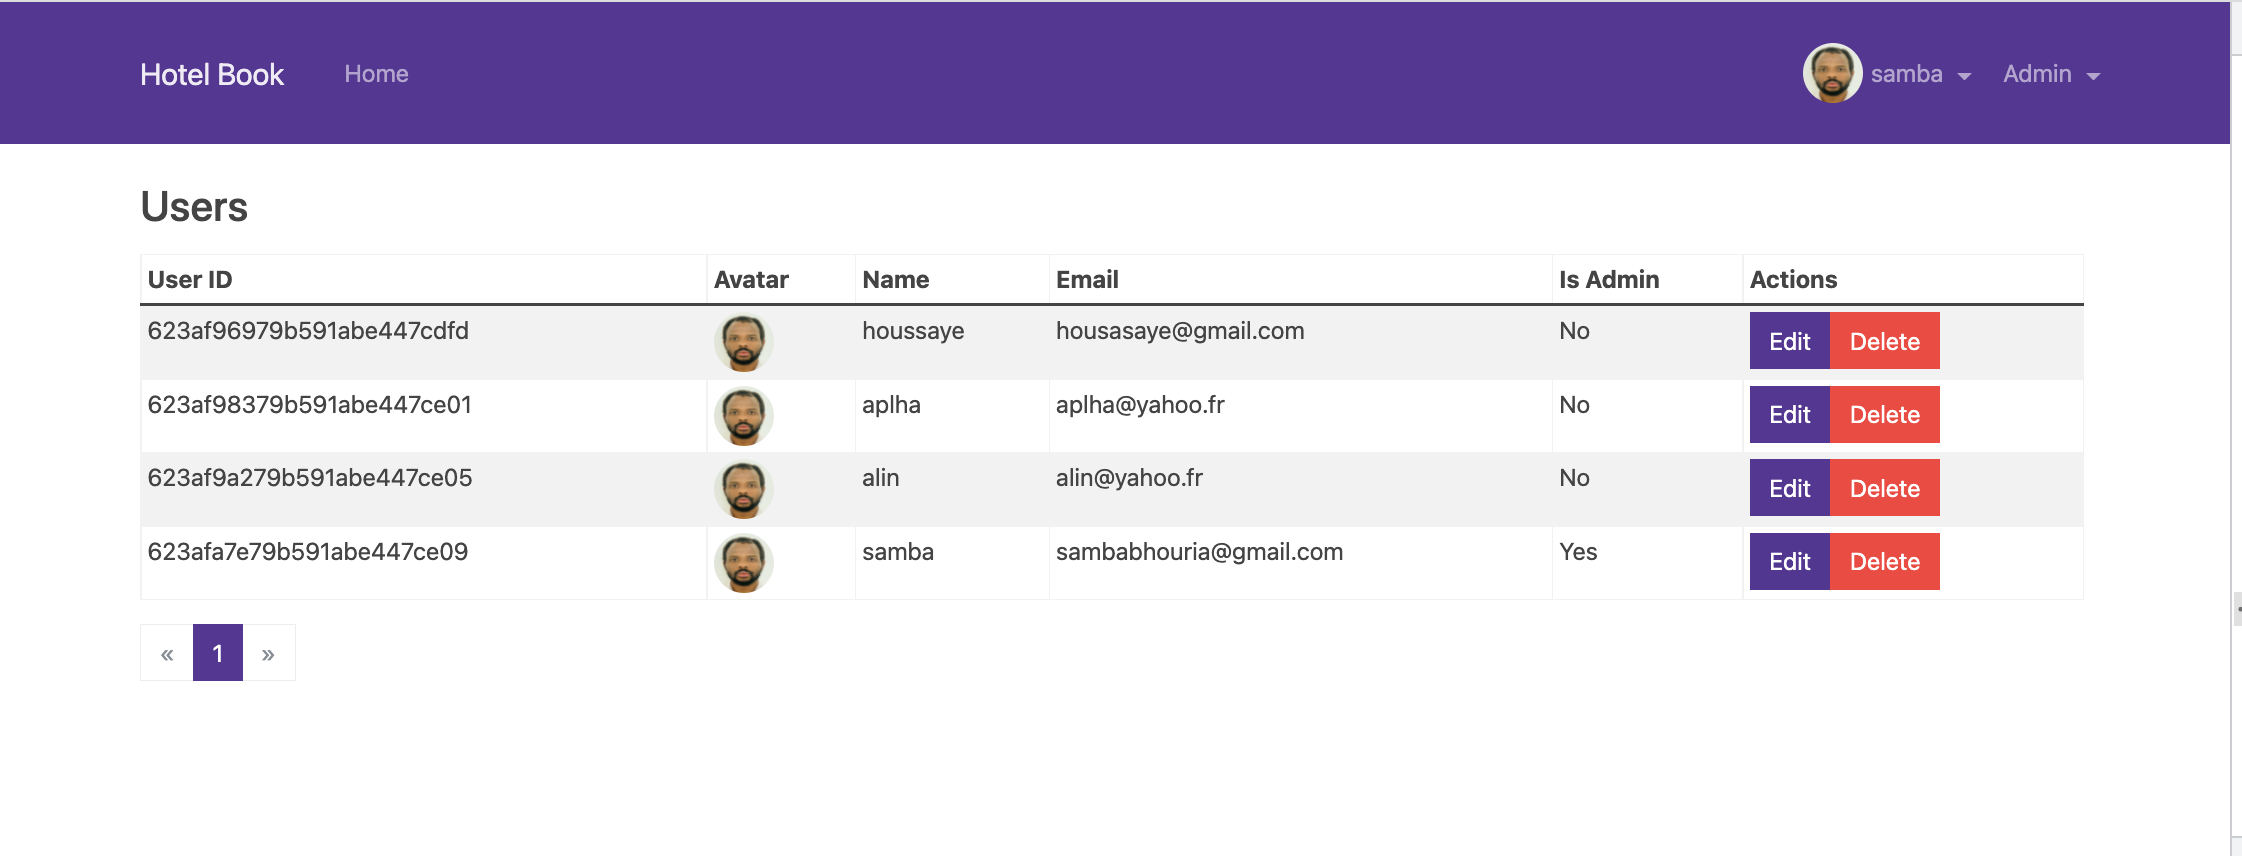 Hotel Book Home samba Admin
Users
User ID Avatar Name Email Is Admin Actions
623af96979b591abe447cdfd houssaye housasaye@gmail.com No Edit Delete
623af98379b591abe447ce01 aplha aplha@yahoo.fr No Edit Delete
623af9a279b591abe447ce05 alin alin@yahoo.fr No Edit Delete
623afa7e79b591abe447ce09 samba sambabhouria@gmail.com Yes Edit Delete
« 1 »